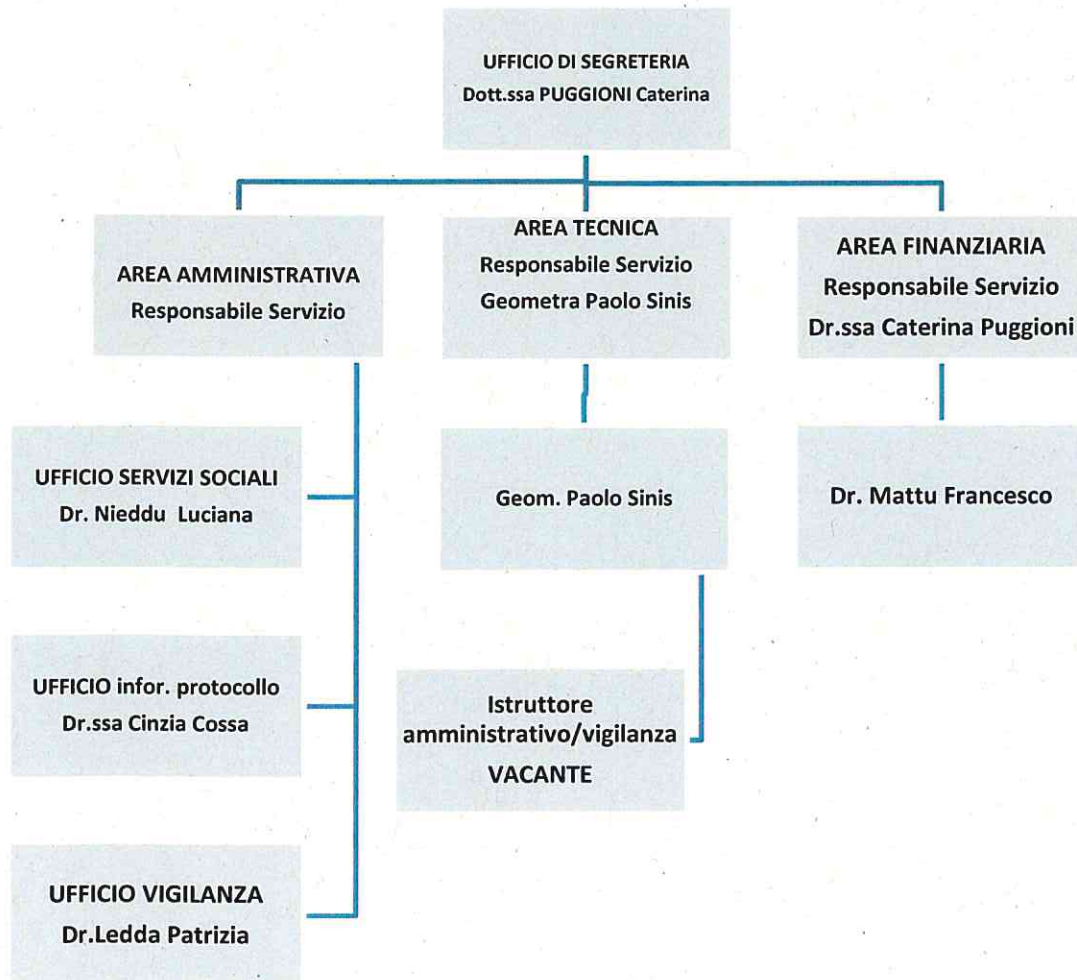 UFFICIO DI SEGRETERIA
Dott.ssa PUGGIONI Caterina
AREA AMMINISTRATIVA
Responsabile Servizio
AREA TECNICA
Responsabile Servizio
Geometra Paolo Sinis
AREA FINANZIARIA
Responsabile Servizio
Dr.ssa Caterina Puggioni
UFFICIO SERVIZI SOCIALI
Dr. Nieddu Luciana
Geom. Paolo Sinis
Dr. Mattu Francesco
UFFICIO infor. protocollo
Dr.ssa Cinzia Cossa
Istruttore
amministrativo/vigilanza
VACANTE
UFFICIO VIGILANZA
Dr.Ledda Patrizia